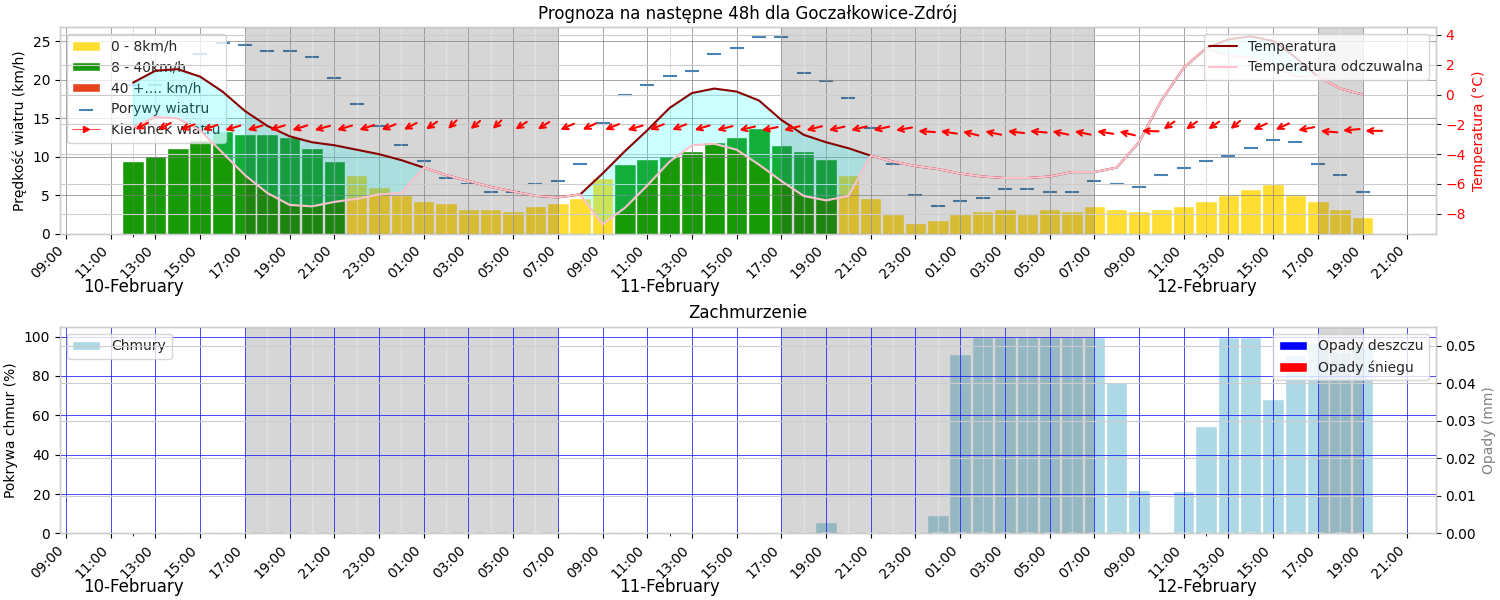 Prognoza na następne 48h dla Goczałkowice-Zdrój
Prędkość wiatru (km/h)
25
20
15
10
5
0
0 - 8km/h
8 - 40km/h
40 +.... km/h
Porywy wiatru
Kierunek wiatru
Temperatura
Temperatura odczuwalna
4
2
0
−2
−4
−6
−8
Temperatura (°C)
09:00 11:00 13:00 15:00 17:00 19:00 21:00 23:00 01:00 03:00 05:00 07:00 09:00 11:00 13:00 15:00 17:00 19:00 21:00 23:00 01:00 03:00 05:00 07:00 09:00 11:00 13:00 15:00 17:00 19:00 21:00
10-February 11-February 12-February
Zachmurzenie
Pokrywa chmur (%)
100
80
60
40
20
0
Chmury
Opady deszczu
Opady śniegu
0.05
0.04
0.03
0.02
0.01
0.00
Opady (mm)
09:00 11:00 13:00 15:00 17:00 19:00 21:00 23:00 01:00 03:00 05:00 07:00 09:00 11:00 13:00 15:00 17:00 19:00 21:00 23:00 01:00 03:00 05:00 07:00 09:00 11:00 13:00 15:00 17:00 19:00 21:00
10-February 11-February 12-February